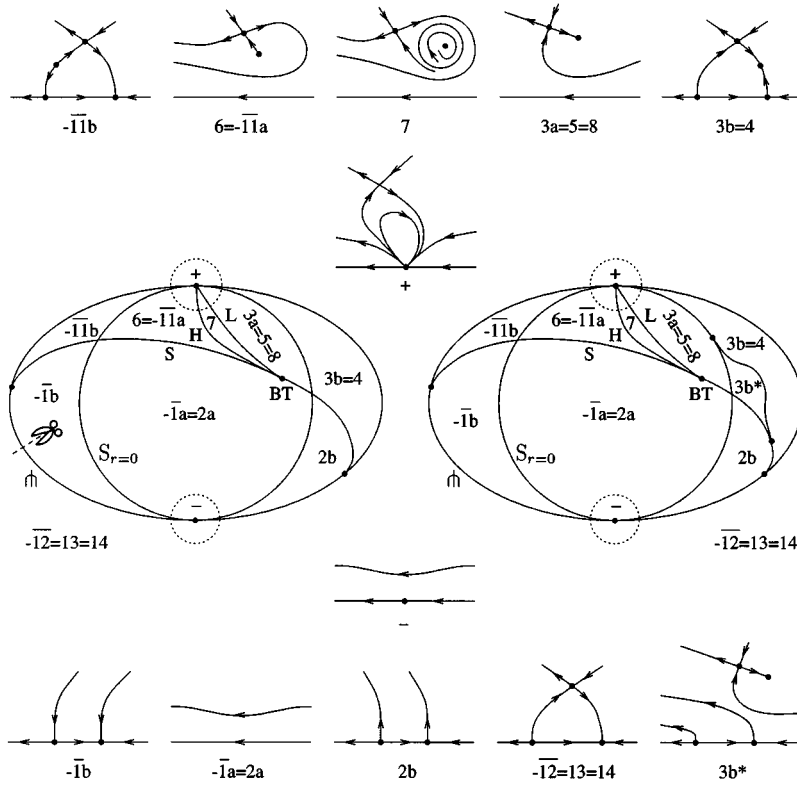 -1̅1̅b 6=-1̅1̅a 7 3a=5=8 3b=4
+
+ +
-1̅1̅b 6=-1̅1̅a 7 L 3a=5=8 -1̅1̅b 6=-1̅1̅a 7 L 3a=5=8 3b=4
H H
S 3b=4 S 3b*
-1̅b BT -1̅b BT
-1̅a=2a -1̅a=2a
S_{r=0} 2b S_{r=0} 2b
⋔ ⋔
- -
-1̅2̅=13=14 -1̅2̅=13=14
-
-1̅b -1̅a=2a 2b -1̅2̅=13=14 3b*